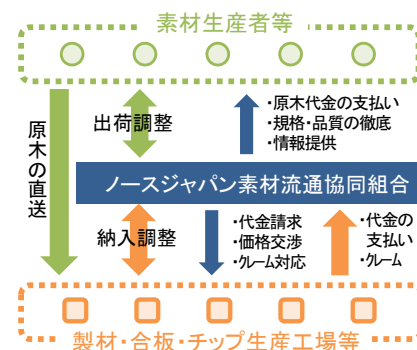 素材生産者等
原木の直送
出荷調整
・原木代金の支払い
・規格・品質の徹底
・情報提供
ノースジャパン素材流通協同組合
納入調整
・代金請求
・価格交渉
・クレーム対応
・代金の
支払い
・クレーム
製材・合板・チップ生産工場等